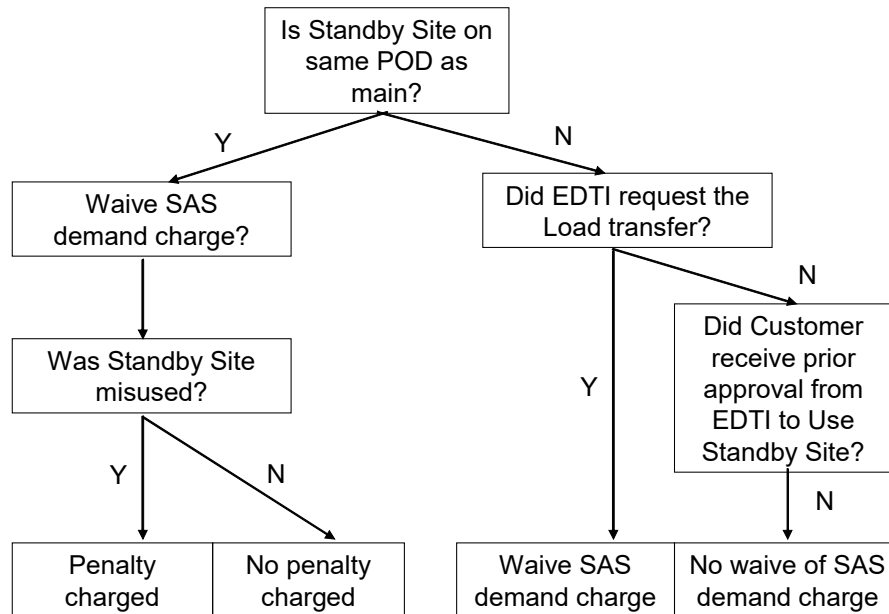 Is Standby Site on
same POD as
main?
Y
N
Waive SAS
demand charge?
Did EDTI request the
Load transfer?
N
Was Standby Site
misused?
Did Customer
receive prior
approval from
EDTI to Use
Standby Site?
Y
Y
N
N
Penalty
charged
No penalty
charged
Waive SAS
demand charge
No waive of SAS
demand charge